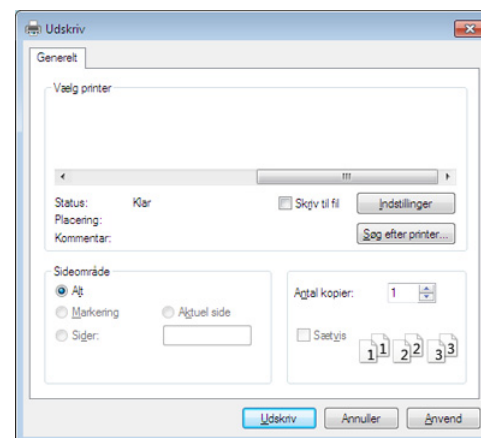 Udskriv
Generelt
Vælg printer
Status: Klar
Placering:
Kommentar:
Skriv til fil
Indstillinger
Søg efter printer...
Sideområde
Alt
Markering
Aktuel side
Sider:
Antal kopier: 1
Sætvis
1 1 2 2 3 3
Udskriv Annuller Anvend